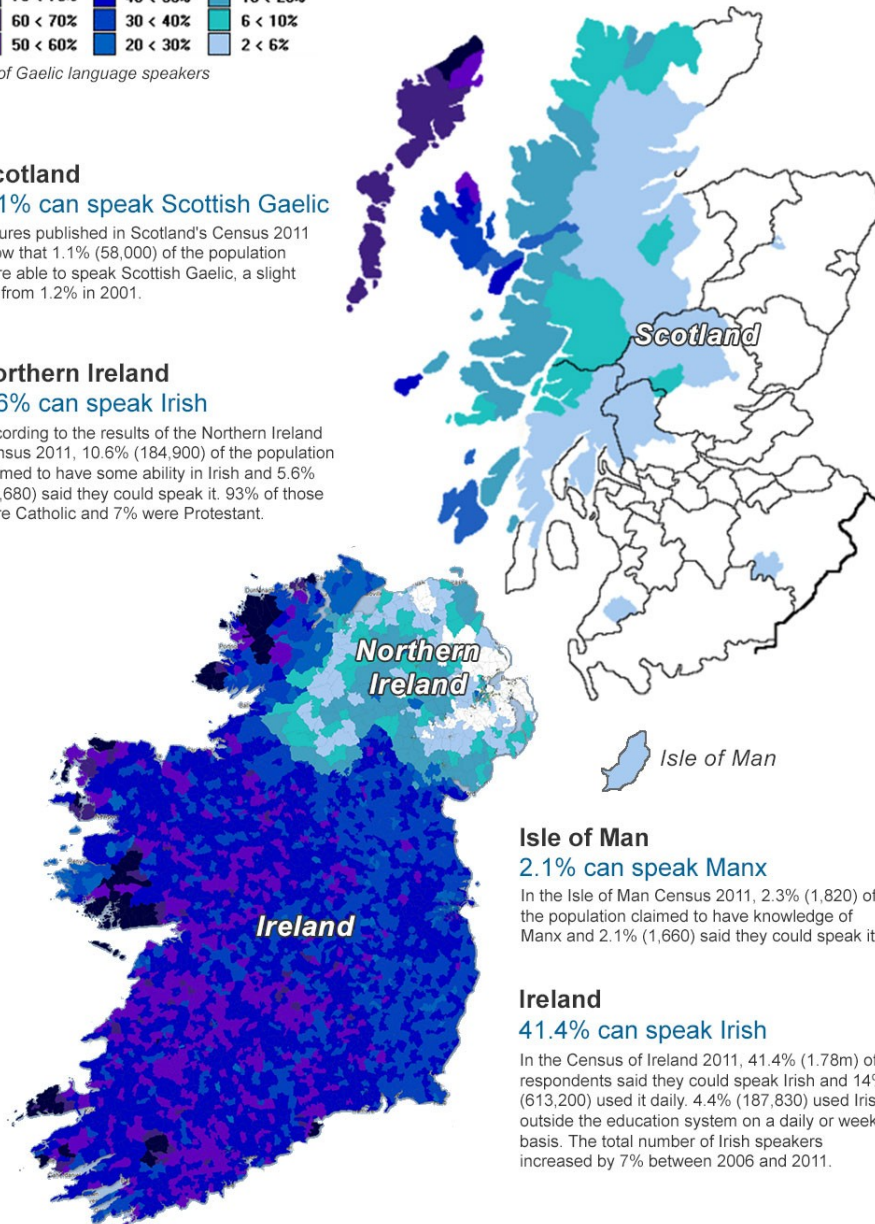 60 < 70% 30 < 40% 6 < 10%
50 < 60% 20 < 30% 2 < 6%
of Gaelic language speakers
cotland
1% can speak Scottish Gaelic
ures published in Scotland's Census 2011
ow that 1.1% (58,000) of the population
re able to speak Scottish Gaelic, a slight
from 1.2% in 2001.
Scotland
orthern Ireland
6% can speak Irish
cording to the results of the Northern Ireland
nsus 2011, 10.6% (184,900) of the population
imed to have some ability in Irish and 5.6%
,680) said they could speak it. 93% of those
re Catholic and 7% were Protestant.
Northern
Ireland
Isle of Man
Isle of Man
2.1% can speak Manx
In the Isle of Man Census 2011, 2.3% (1,820) of
the population claimed to have knowledge of
Manx and 2.1% (1,660) said they could speak it
Ireland
Ireland
41.4% can speak Irish
In the Census of Ireland 2011, 41.4% (1.78m) of
respondents said they could speak Irish and 14%
(613,200) used it daily. 4.4% (187,830) used Iris
outside the education system on a daily or week
basis. The total number of Irish speakers
increased by 7% between 2006 and 2011.